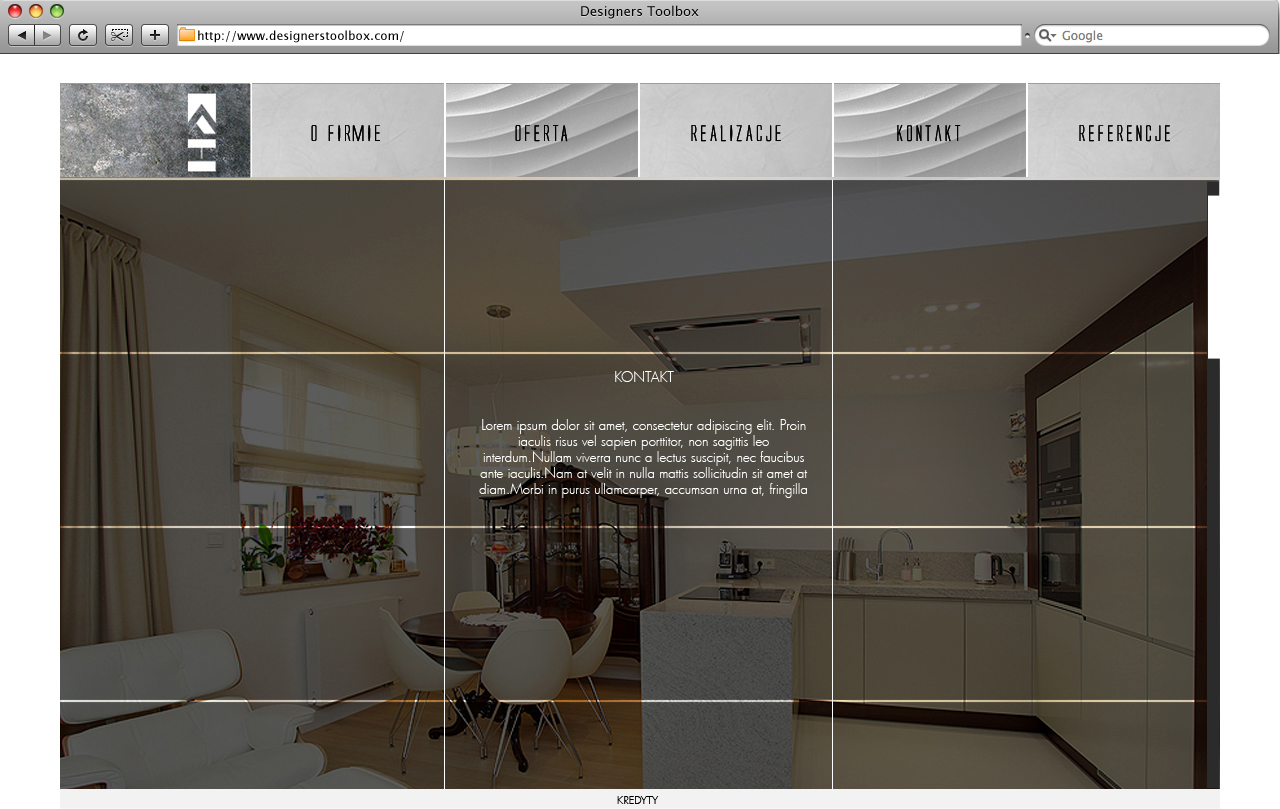 Designers Toolbox
http://www.designerstoolbox.com/
Google
O FIRMIE
OFERTA
REALIZACJE
KONTAKT
REFERENCJE
KONTAKT
Lorem ipsum dolor sit amet, consectetur adipiscing elit. Proin
iaculis risus vel sapien porttitor, non sagittis leo
interdum.Nullam viverra nunc a lectus suscipit, nec faucibus
ante iaculis.Nam at velit in nulla mattis sollicitudin sit amet at
diam.Morbi in purus ullamcorper, accumsan urna at, fringilla
KREDYTY